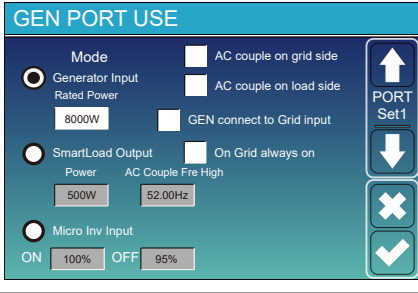 GEN PORT USE
Mode
AC couple on grid side
Generator Input
AC couple on load side
Rated Power
8000W
GEN connect to Grid input
PORT
Set1
SmartLoad Output
On Grid always on
Power
AC Couple Fre High
500W
52.00Hz
Micro Inv Input
ON 100% OFF 95%